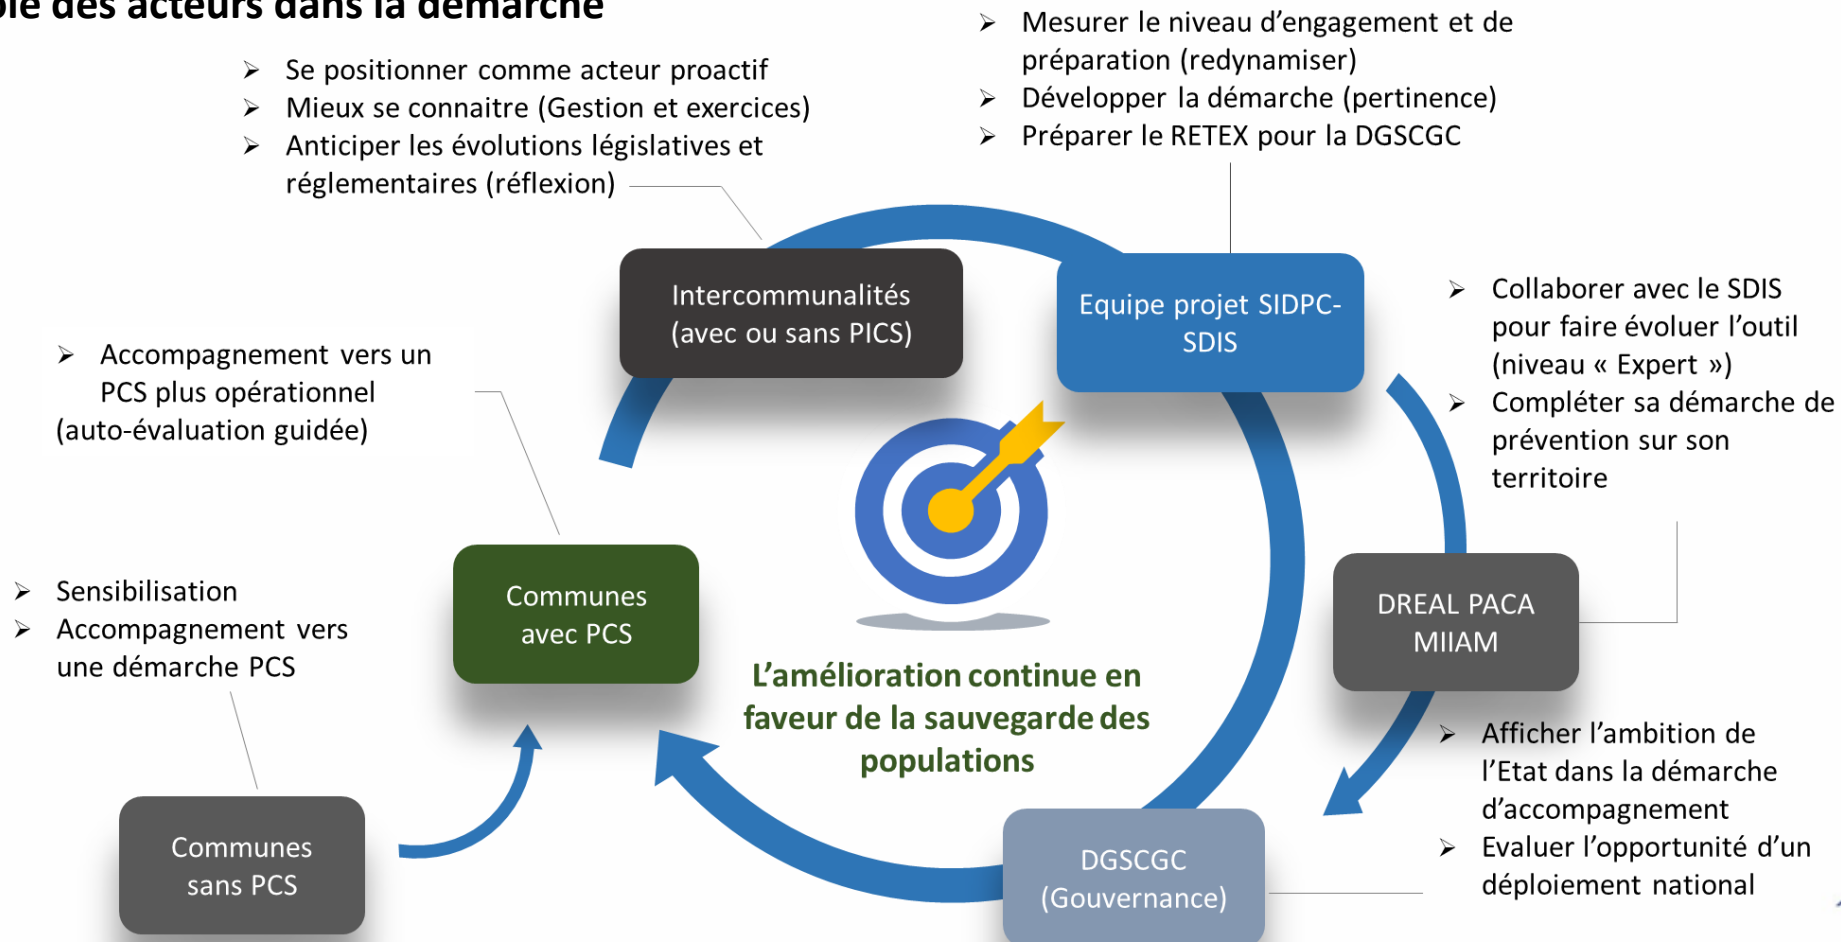 des acteurs dans la démarche
➢ Se positionner comme acteur proactif
➢ Mieux se connaitre (Gestion et exercices)
➢ Anticiper les évolutions législatives et
réglementaires (réflexion)
➢ Mesurer le niveau d’engagement et de
préparation (redynamiser)
➢ Développer la démarche (pertinence)
➢ Préparer le RETEX pour la DGSCGC
Intercommunalités
(avec ou sans PICS)
Equipe projet SIDPC-
SDIS
➢ Collaborer avec le SDIS
pour faire évoluer l’outil
(niveau « Expert »)
➢ Compléter sa démarche de
prévention sur son
territoire
➢ Accompagnement vers un
PCS plus opérationnel
(auto-évaluation guidée)
Communes
avec PCS
DREAL PACA
MIIAM
➢ Sensibilisation
➢ Accompagnement vers
une démarche PCS
L’amélioration continue en
faveur de la sauvegarde des
populations
➢ Afficher l’ambition de
l’Etat dans la démarche
d’accompagnement
➢ Evaluer l’opportunité d’un
déploiement national
Communes
sans PCS
DGSCGC
(Gouvernance)